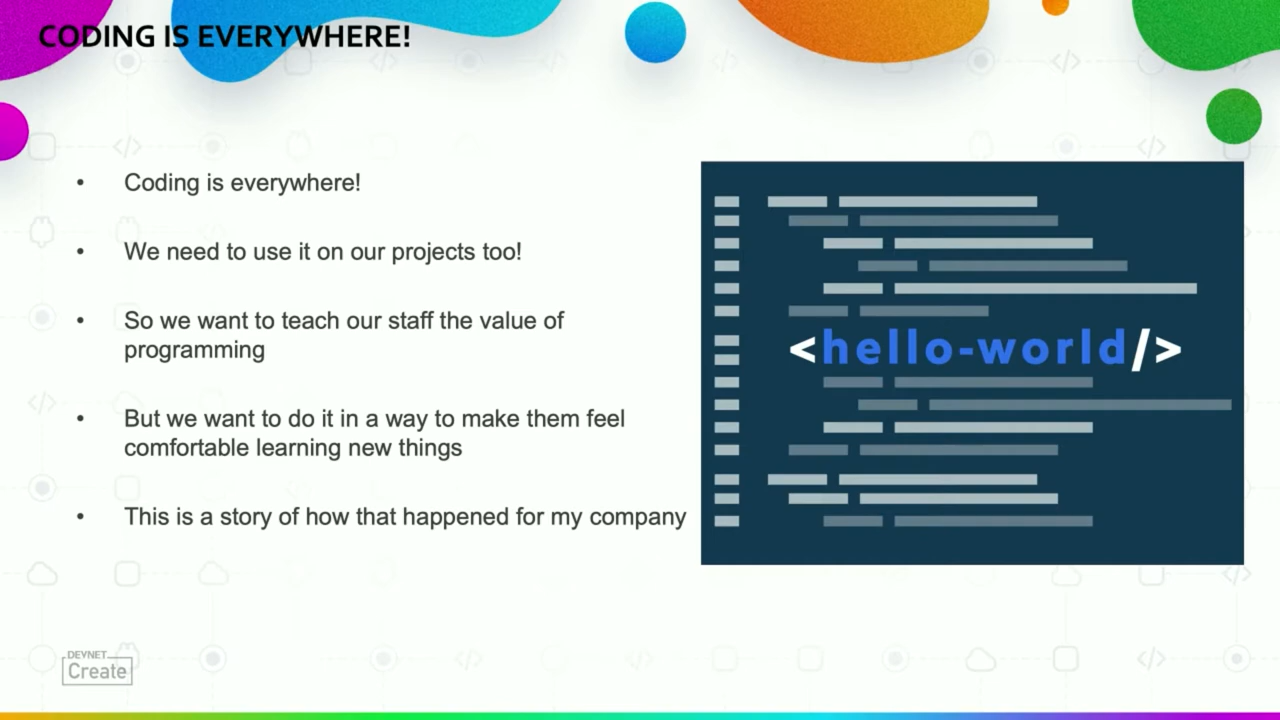 CODING IS EVERYWHERE!
• Coding is everywhere!
• We need to use it on our projects too!
• So we want to teach our staff the value of
programming
• But we want to do it in a way to make them feel
comfortable learning new things
• This is a story of how that happened for my company
<hello-world/>
DEVNET
Create